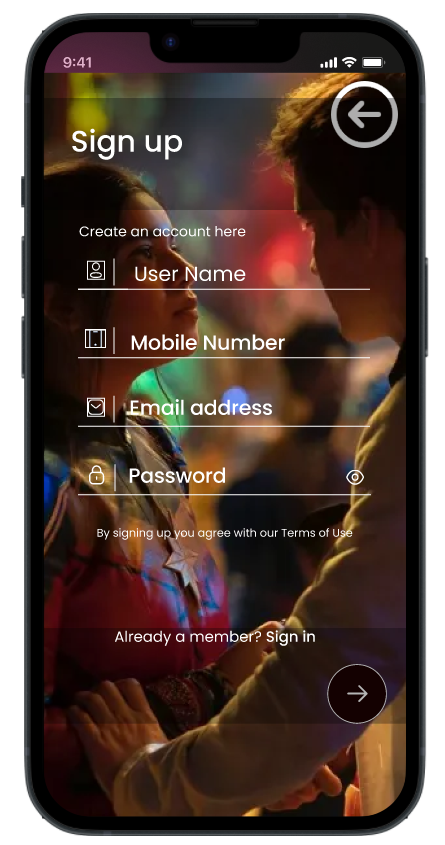 9:41
Sign up
Create an account here
User Name
Mobile Number
Email address
Password
By signing up you agree with our Terms of Use
Already a member? Sign in